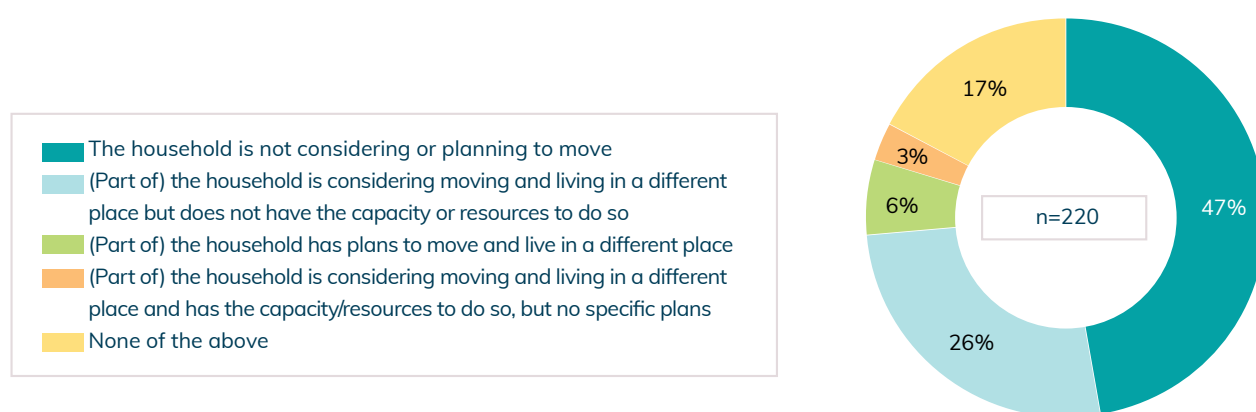 The household is not considering or planning to move
(Part of) the household is considering moving and living in a different
place but does not have the capacity or resources to do so
(Part of) the household has plans to move and live in a different place
(Part of) the household is considering moving and living in a different
place and has the capacity/resources to do so, but no specific plans
None of the above
17%
3%
6%
47%
n=220
26%